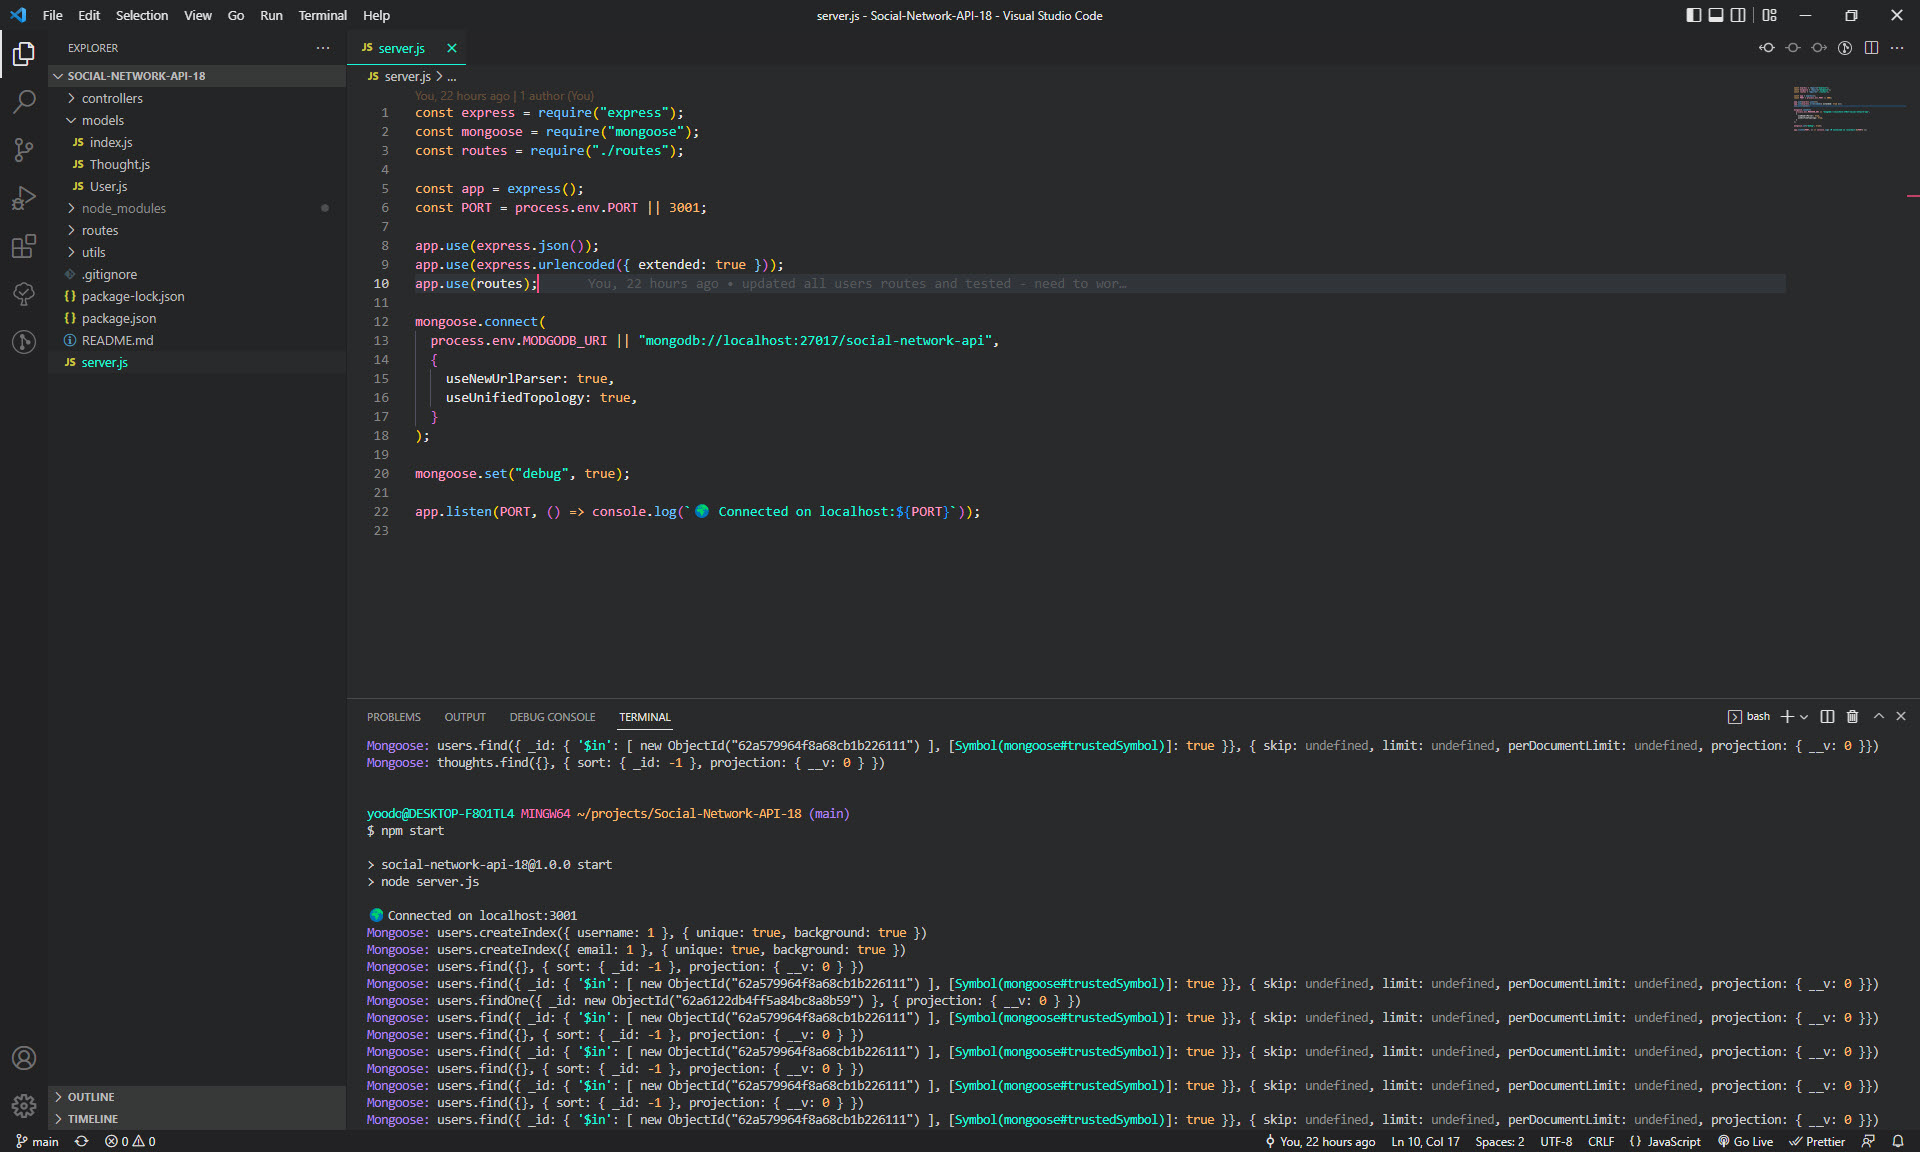 File Edit Selection View Go Run Terminal Help
server.js - Social-Network-API-18 - Visual Studio Code
EXPLORER
SOCIAL-NETWORK-API-18
controllers
models
JS index.js
JS Thought.js
JS User.js
node_modules
routes
utils
.gitignore
{} package-lock.json
{} package.json
README.md
JS server.js
OUTLINE
TIMELINE
JS server.js
JS server.js > ...
You, 22 hours ago | 1 author (You)
1 const express = require("express");
2 const mongoose = require("mongoose");
3 const routes = require("./routes");
4
5 const app = express();
6 const PORT = process.env.PORT || 3001;
7
8 app.use(express.json());
9 app.use(express.urlencoded({ extended: true }));
10 app.use(routes); You, 22 hours ago • updated all users routes and tested - need to wor…
11
12 mongoose.connect(
13 process.env.MODGODB_URI || "mongodb://localhost:27017/social-network-api",
14 {
15 useNewUrlParser: true,
16 useUnifiedTopology: true,
17 }
18 );
19
20 mongoose.set("debug", true);
21
22 app.listen(PORT, () => console.log(`🌍 Connected on localhost:${PORT}`));
23
PROBLEMS OUTPUT DEBUG CONSOLE TERMINAL
bash
Mongoose: users.find({ _id: { '$in': [ new ObjectId("62a579964f8a68cb1b226111") ], [Symbol(mongoose#trustedSymbol)]: true }}, { skip: undefined, limit: undefined, perDocumentLimit: undefined, projection: { __v: 0 }})
Mongoose: thoughts.find({}, { sort: { _id: -1 }, projection: { __v: 0 } })
yoodq@DESKTOP-F8O1TL4 MINGW64 ~/projects/Social-Network-API-18 (main)
$ npm start
> social-network-api-18@1.0.0 start
> node server.js
🌍 Connected on localhost:3001
Mongoose: users.createIndex({ username: 1 }, { unique: true, background: true })
Mongoose: users.createIndex({ email: 1 }, { unique: true, background: true })
Mongoose: users.find({}, { sort: { _id: -1 }, projection: { __v: 0 } })
Mongoose: users.find({ _id: { '$in': [ new ObjectId("62a579964f8a68cb1b226111") ], [Symbol(mongoose#trustedSymbol)]: true }}, { skip: undefined, limit: undefined, perDocumentLimit: undefined, projection: { __v: 0 }})
Mongoose: users.findOne({ _id: new ObjectId("62a6122db4ff5a84bc8a8b59") }, { projection: { __v: 0 } })
Mongoose: users.find({ _id: { '$in': [ new ObjectId("62a579964f8a68cb1b226111") ], [Symbol(mongoose#trustedSymbol)]: true }}, { skip: undefined, limit: undefined, perDocumentLimit: undefined, projection: { __v: 0 }})
Mongoose: users.find({}, { sort: { _id: -1 }, projection: { __v: 0 } })
Mongoose: users.find({ _id: { '$in': [ new ObjectId("62a579964f8a68cb1b226111") ], [Symbol(mongoose#trustedSymbol)]: true }}, { skip: undefined, limit: undefined, perDocumentLimit: undefined, projection: { __v: 0 }})
Mongoose: users.find({}, { sort: { _id: -1 }, projection: { __v: 0 } })
Mongoose: users.find({ _id: { '$in': [ new ObjectId("62a579964f8a68cb1b226111") ], [Symbol(mongoose#trustedSymbol)]: true }}, { skip: undefined, limit: undefined, perDocumentLimit: undefined, projection: { __v: 0 }})
Mongoose: users.find({}, { sort: { _id: -1 }, projection: { __v: 0 } })
Mongoose: users.find({ _id: { '$in': [ new ObjectId("62a579964f8a68cb1b226111") ], [Symbol(mongoose#trustedSymbol)]: true }}, { skip: undefined, limit: undefined, perDocumentLimit: undefined, projection: { __v: 0 }})
main 0 0 You, 22 hours ago Ln 10, Col 17 Spaces: 2 UTF-8 CRLF {} JavaScript Go Live Prettier